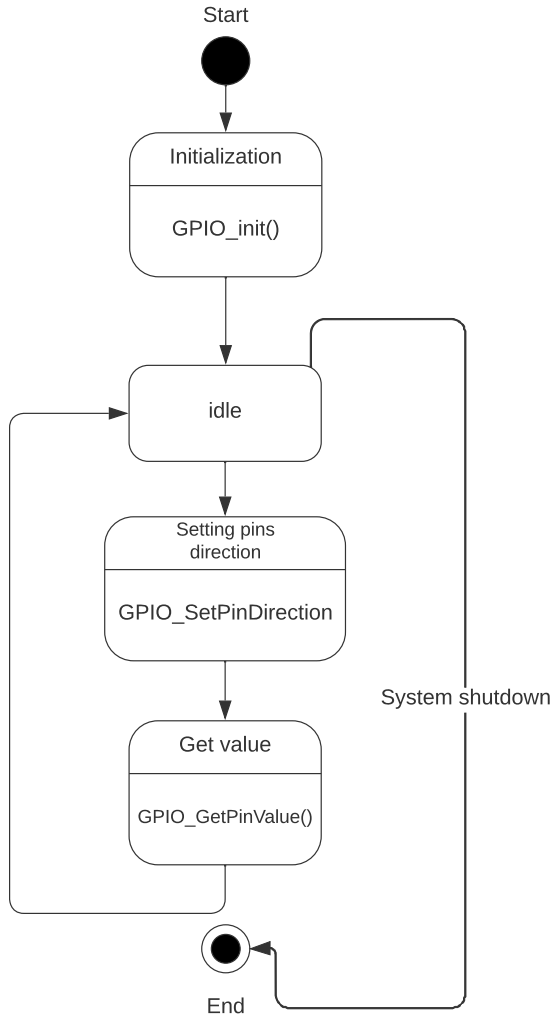 Start
Initialization
GPIO_init()
idle
Setting pins
direction
GPIO_SetPinDirection
System shutdown
Get value
GPIO_GetPinValue()
End